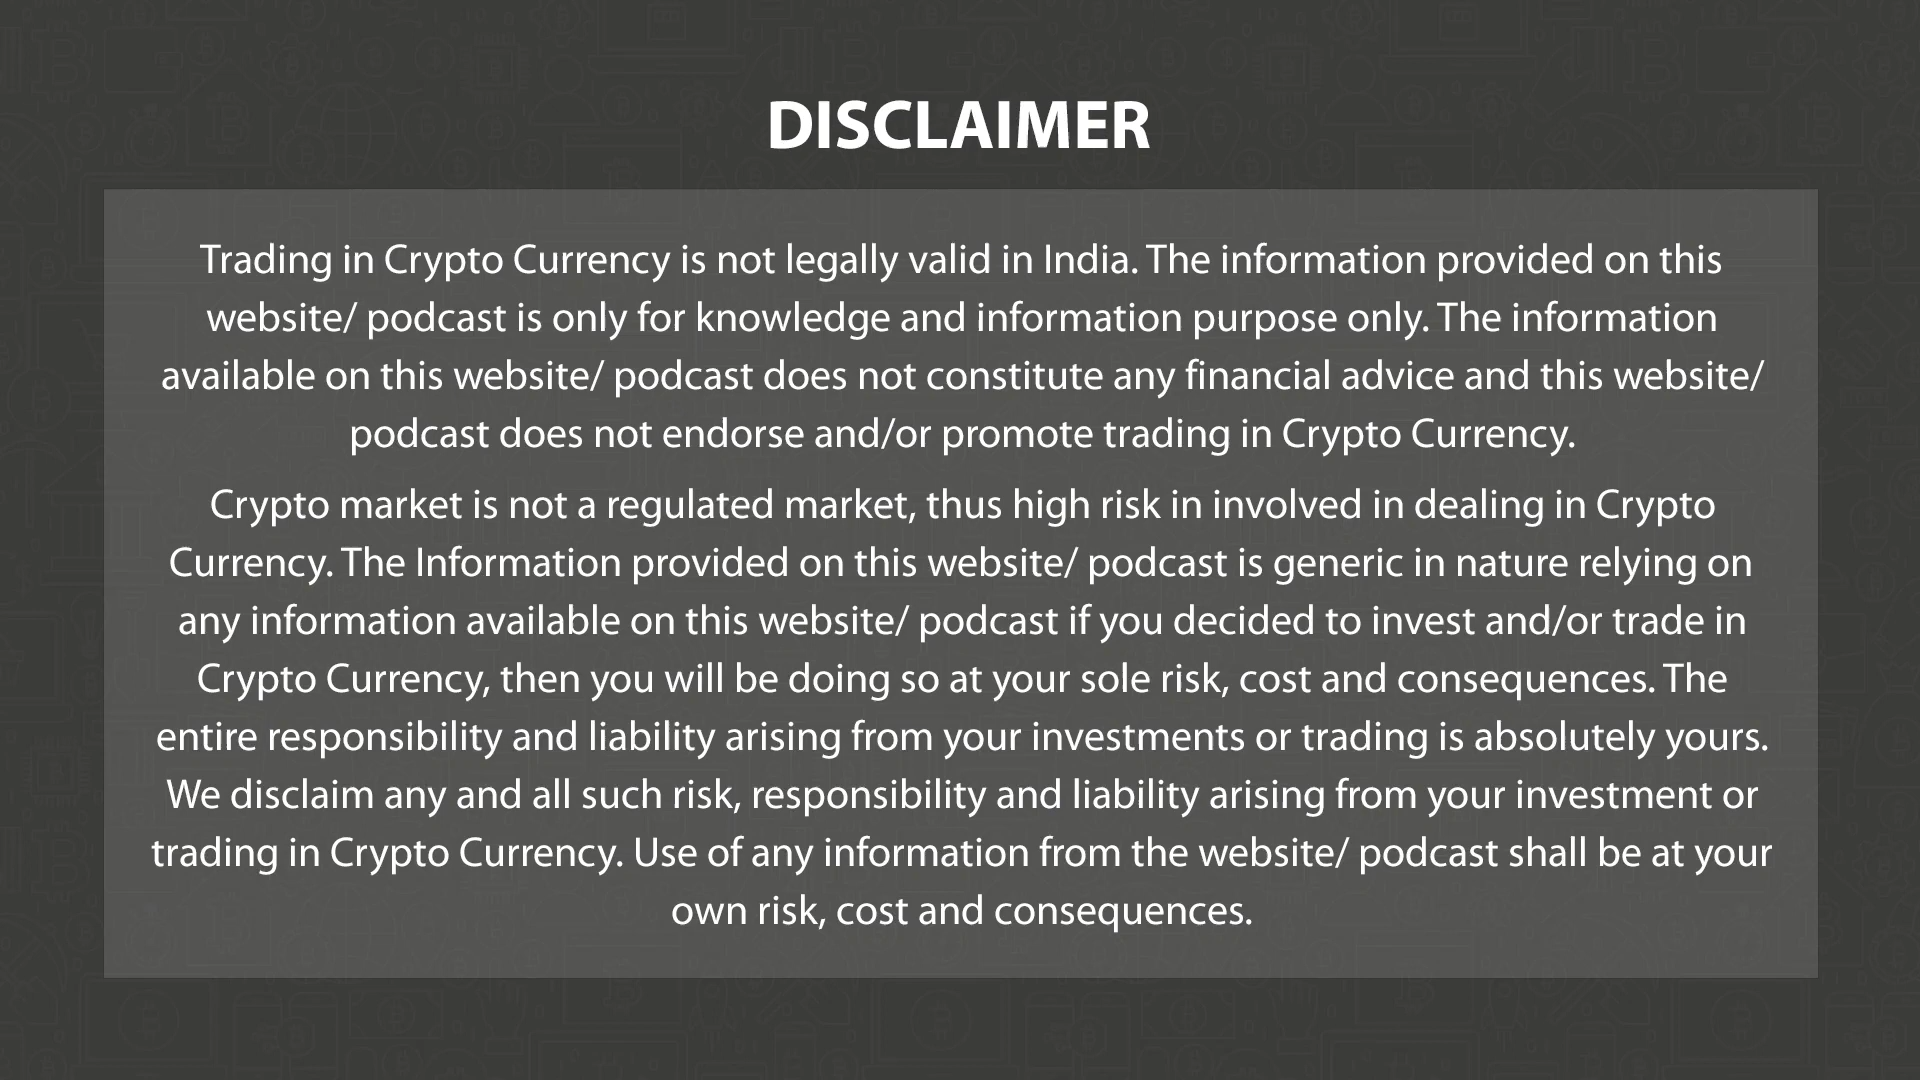 DISCLAIMER
Trading in Crypto Currency is not legally valid in India. The information provided on this
website/ podcast is only for knowledge and information purpose only. The information
available on this website/ podcast does not constitute any financial advice and this website/
podcast does not endorse and/or promote trading in Crypto Currency.
Crypto market is not a regulated market, thus high risk in involved in dealing in Crypto
Currency. The Information provided on this website/ podcast is generic in nature relying on
any information available on this website/ podcast if you decided to invest and/or trade in
Crypto Currency, then you will be doing so at your sole risk, cost and consequences. The
entire responsibility and liability arising from your investments or trading is absolutely yours.
We disclaim any and all such risk, responsibility and liability arising from your investment or
trading in Crypto Currency. Use of any information from the website/ podcast shall be at your
own risk, cost and consequences.